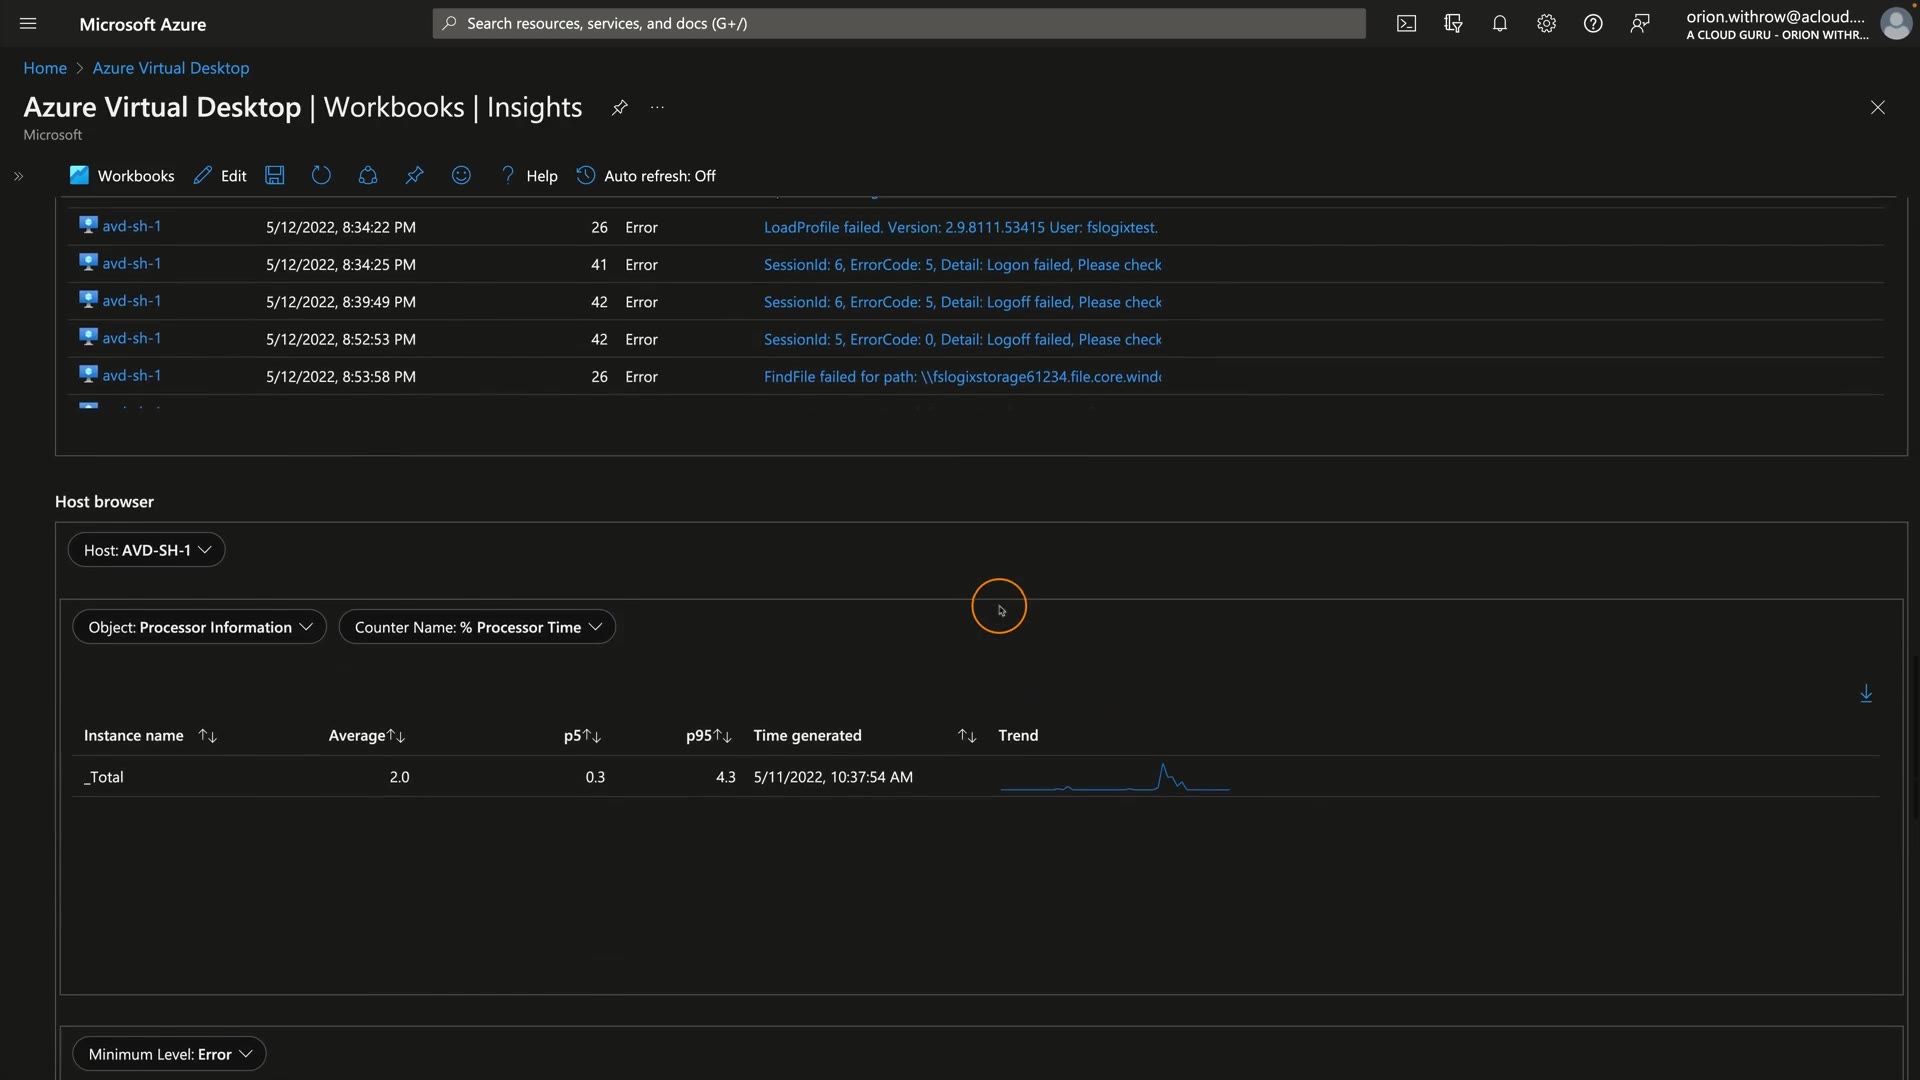 Microsoft Azure
Search resources, services, and docs (G+/)
orion.withrow@acloud....
A CLOUD GURU - ORION WITHR...
Home > Azure Virtual Desktop
Azure Virtual Desktop | Workbooks | Insights
Microsoft
Workbooks Edit Help Auto refresh: Off
avd-sh-1 5/12/2022, 8:34:22 PM 26 Error LoadProfile failed. Version: 2.9.8111.53415 User: fslogixtest.
avd-sh-1 5/12/2022, 8:34:25 PM 41 Error SessionId: 6, ErrorCode: 5, Detail: Logon failed, Please check
avd-sh-1 5/12/2022, 8:39:49 PM 42 Error SessionId: 6, ErrorCode: 5, Detail: Logoff failed, Please check
avd-sh-1 5/12/2022, 8:52:53 PM 42 Error SessionId: 5, ErrorCode: 0, Detail: Logoff failed, Please check
avd-sh-1 5/12/2022, 8:53:58 PM 26 Error FindFile failed for path: \\fslogixstorage61234.file.core.windo
Host browser
Host: AVD-SH-1
Object: Processor Information Counter Name: % Processor Time
Instance name Average p5 p95 Time generated Trend
_Total 2.0 0.3 4.3 5/11/2022, 10:37:54 AM
Minimum Level: Error